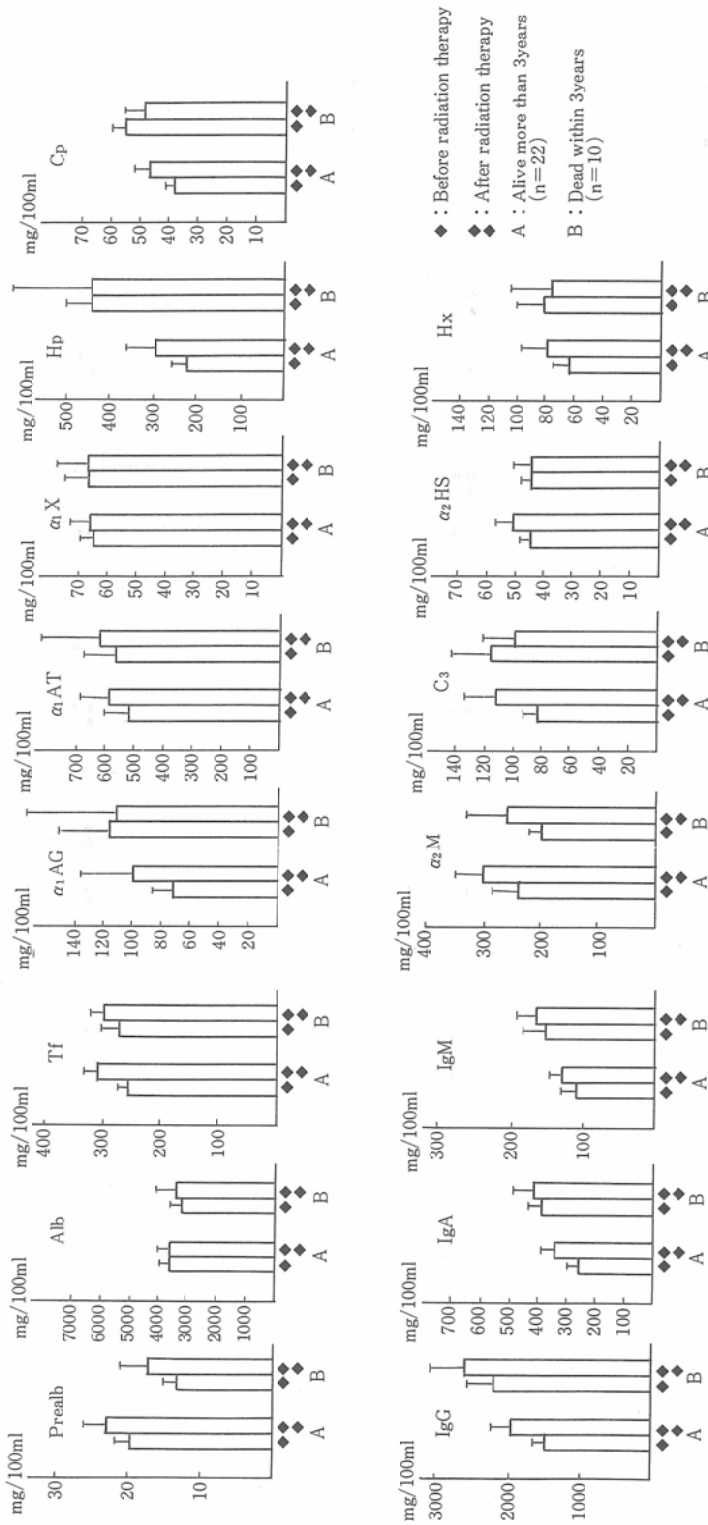 mg/100ml
Prealb
30
20
10
◆ ◆◆ ◆ ◆◆
A B
mg/100ml
Alb
7000
6000
5000
4000
3000
2000
1000
◆ ◆◆ ◆ ◆◆
A B
mg/100ml
Tf
400
300
200
100
◆ ◆◆ ◆ ◆◆
A B
mg/100ml
α₁AG
140
120
100
80
60
40
20
◆ ◆◆ ◆ ◆◆
A B
mg/100ml
α₁AT
700
600
500
400
300
200
100
◆ ◆◆ ◆ ◆◆
A B
mg/100ml
α₁X
70
60
50
40
30
20
10
◆ ◆◆ ◆ ◆◆
A B
mg/100ml
Hp
500
400
300
200
100
◆ ◆◆ ◆ ◆◆
A B
mg/100ml
Cp
70
60
50
40
30
20
10
◆ ◆◆ ◆ ◆◆
A B
mg/100ml
IgG
3000
2000
1000
◆ ◆◆ ◆ ◆◆
A B
mg/100ml
IgA
700
600
500
400
300
200
100
◆ ◆◆ ◆ ◆◆
A B
mg/100ml
IgM
300
200
100
◆ ◆◆ ◆ ◆◆
A B
mg/100ml
α₂M
400
300
200
100
◆ ◆◆ ◆ ◆◆
A B
mg/100ml
C₃
140
120
100
80
60
40
20
◆ ◆◆ ◆ ◆◆
A B
mg/100ml
α₂HS
70
60
50
40
30
20
10
◆ ◆◆ ◆ ◆◆
A B
mg/100ml
Hx
140
120
100
80
60
40
20
◆ ◆◆ ◆ ◆◆
A B
◆ : Before radiation therapy
◆◆ : After radiation therapy
A : Alive more than 3years
(n=22)
B : Dead within 3years
(n=10)